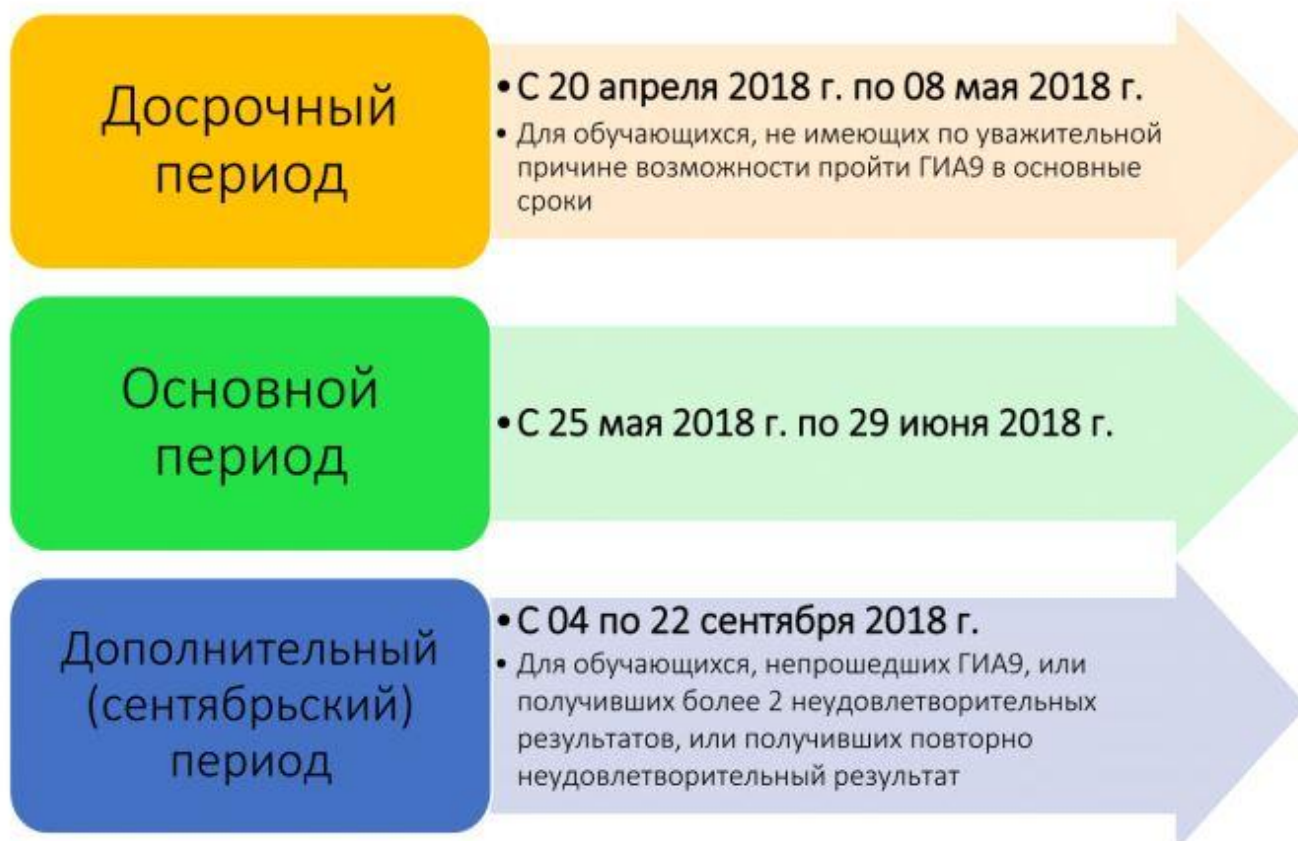 Досрочный
период
• С 20 апреля 2018 г. по 08 мая 2018 г.
• Для обучающихся, не имеющих по уважительной
причине возможности пройти ГИА9 в основные
сроки
Основной
период
• С 25 мая 2018 г. по 29 июня 2018 г.
Дополнительный
(сентябрьский)
период
• С 04 по 22 сентября 2018 г.
• Для обучающихся, непрошедших ГИА9, или
получивших более 2 неудовлетворительных
результатов, или получивших повторно
неудовлетворительный результат